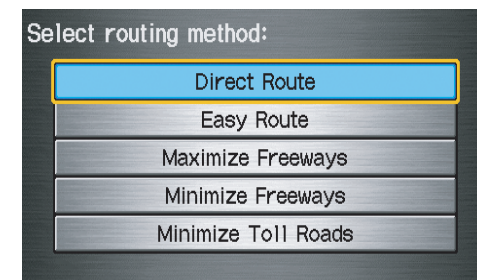 Select routing method:
Direct Route
Easy Route
Maximize Freeways
Minimize Freeways
Minimize Toll Roads